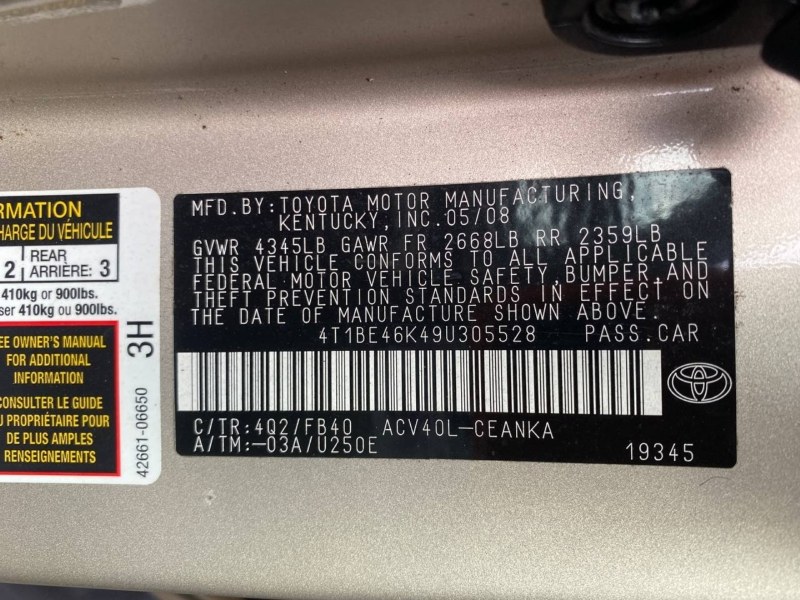 RMATION
CHARGE DU VÉHICULE
2 REAR ARRIÈRE: 3
410kg or 900lbs.
ser 410kg ou 900lbs.
EE OWNER'S MANUAL
FOR ADDITIONAL
INFORMATION
CONSULTER LE GUIDE
U PROPRIÉTAIRE POUR
DE PLUS AMPLES
RENSEIGNEMENTS
3H
42661-06650
MFD.BY:TOYOTA MOTOR MANUFACTURING,
KENTUCKY,INC.05/08
GVWR 4345LB GAWR FR 2668LB RR 2359LB
THIS VEHICLE CONFORMS TO ALL APPLICABLE
FEDERAL MOTOR VEHICLE SAFETY,BUMPER,AND
THEFT PREVENTION STANDARDS IN EFFECT ON
THE DATE OF MANUFACTURE SHOWN ABOVE.
4T1BE46K49U305528 PASS.CAR
C/TR:4Q2/FB40 ACV40L-CEANKA
A/TM:-03A/U250E
19345